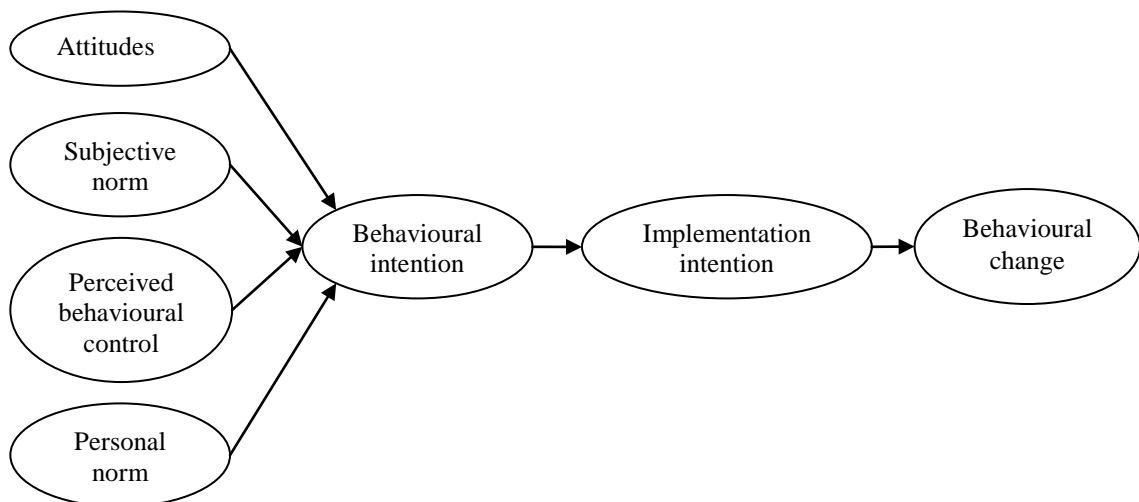 Attitudes
Subjective
norm
Perceived
behavioural
control
Personal
norm
Behavioural
intention
Implementation
intention
Behavioural
change